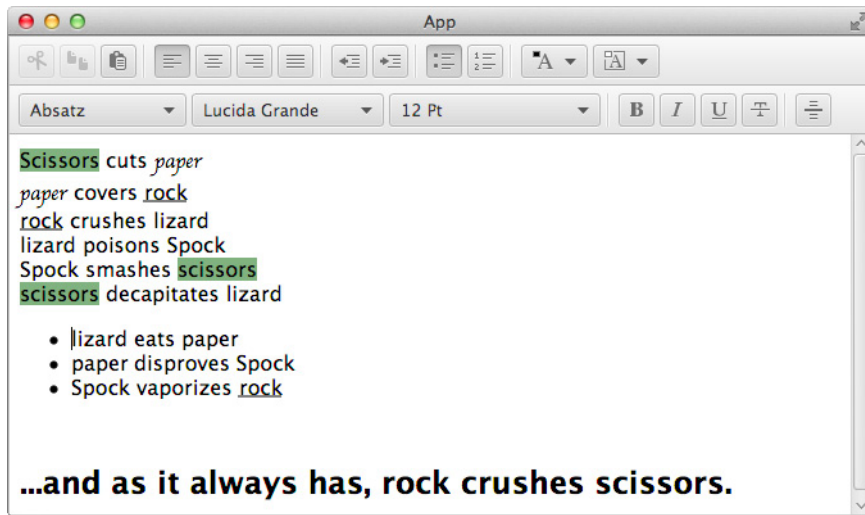 App
Absatz Lucida Grande 12 Pt B I U T
Scissors cuts paper
paper covers rock
rock crushes lizard
lizard poisons Spock
Spock smashes scissors
scissors decapitates lizard
• lizard eats paper
• paper disproves Spock
• Spock vaporizes rock
...and as it always has, rock crushes scissors.